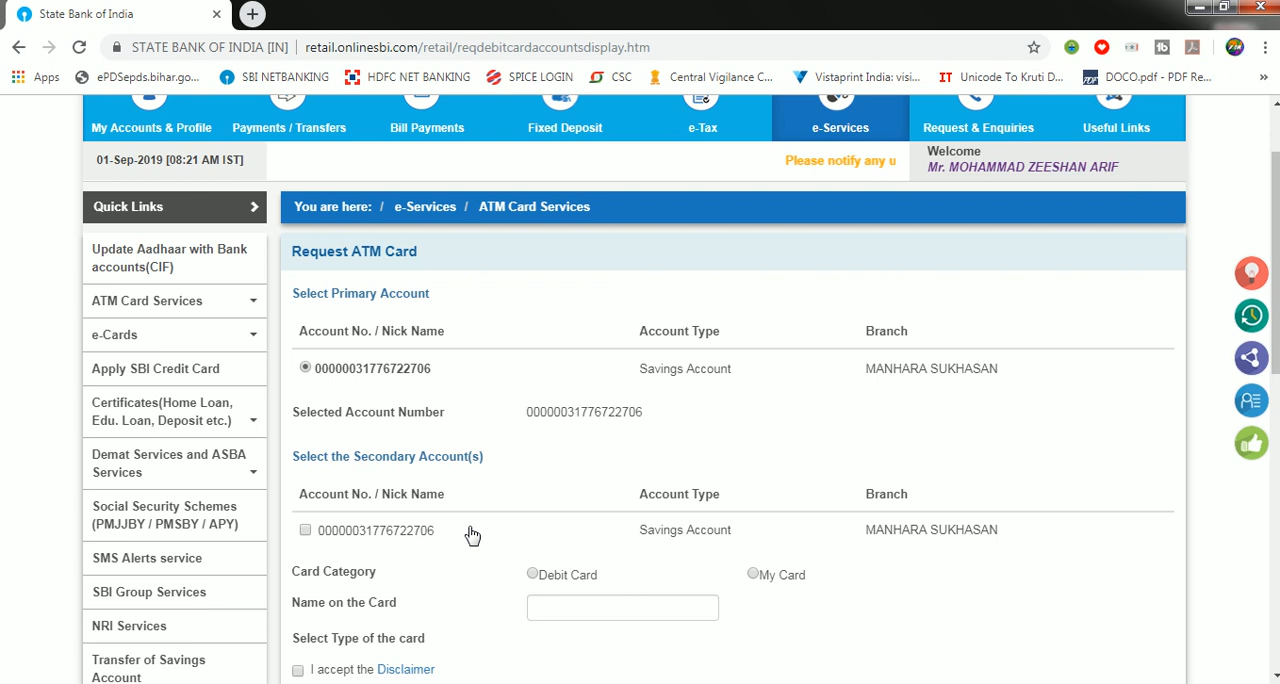 State Bank of India
STATE BANK OF INDIA [IN] | retail.onlinesbi.com/retail/reqdebitcardaccountsdisplay.htm
Apps ePDSepds.bihar.go... SBI NETBANKING HDFC NET BANKING SPICE LOGIN CSC Central Vigilance C... Vistaprint India: visi... IT Unicode To Kruti D... DOCO.pdf - PDF Re... »
My Accounts & Profile Payments / Transfers Bill Payments Fixed Deposit e-Tax e-Services Request & Enquiries Useful Links
01-Sep-2019 [08:21 AM IST] Please notify any u Welcome
Mr. MOHAMMAD ZEESHAN ARIF
Quick Links
You are here: / e-Services / ATM Card Services
Update Aadhaar with Bank
accounts(CIF)
ATM Card Services
e-Cards
Apply SBI Credit Card
Certificates(Home Loan,
Edu. Loan, Deposit etc.)
Demat Services and ASBA
Services
Social Security Schemes
(PMJJBY / PMSBY / APY)
SMS Alerts service
SBI Group Services
NRI Services
Transfer of Savings
Account
Request ATM Card
Select Primary Account
Account No. / Nick Name Account Type Branch
00000031776722706 Savings Account MANHARA SUKHASAN
Selected Account Number 00000031776722706
Select the Secondary Account(s)
Account No. / Nick Name Account Type Branch
00000031776722706 Savings Account MANHARA SUKHASAN
Card Category Debit Card My Card
Name on the Card
Select Type of the card
I accept the Disclaimer